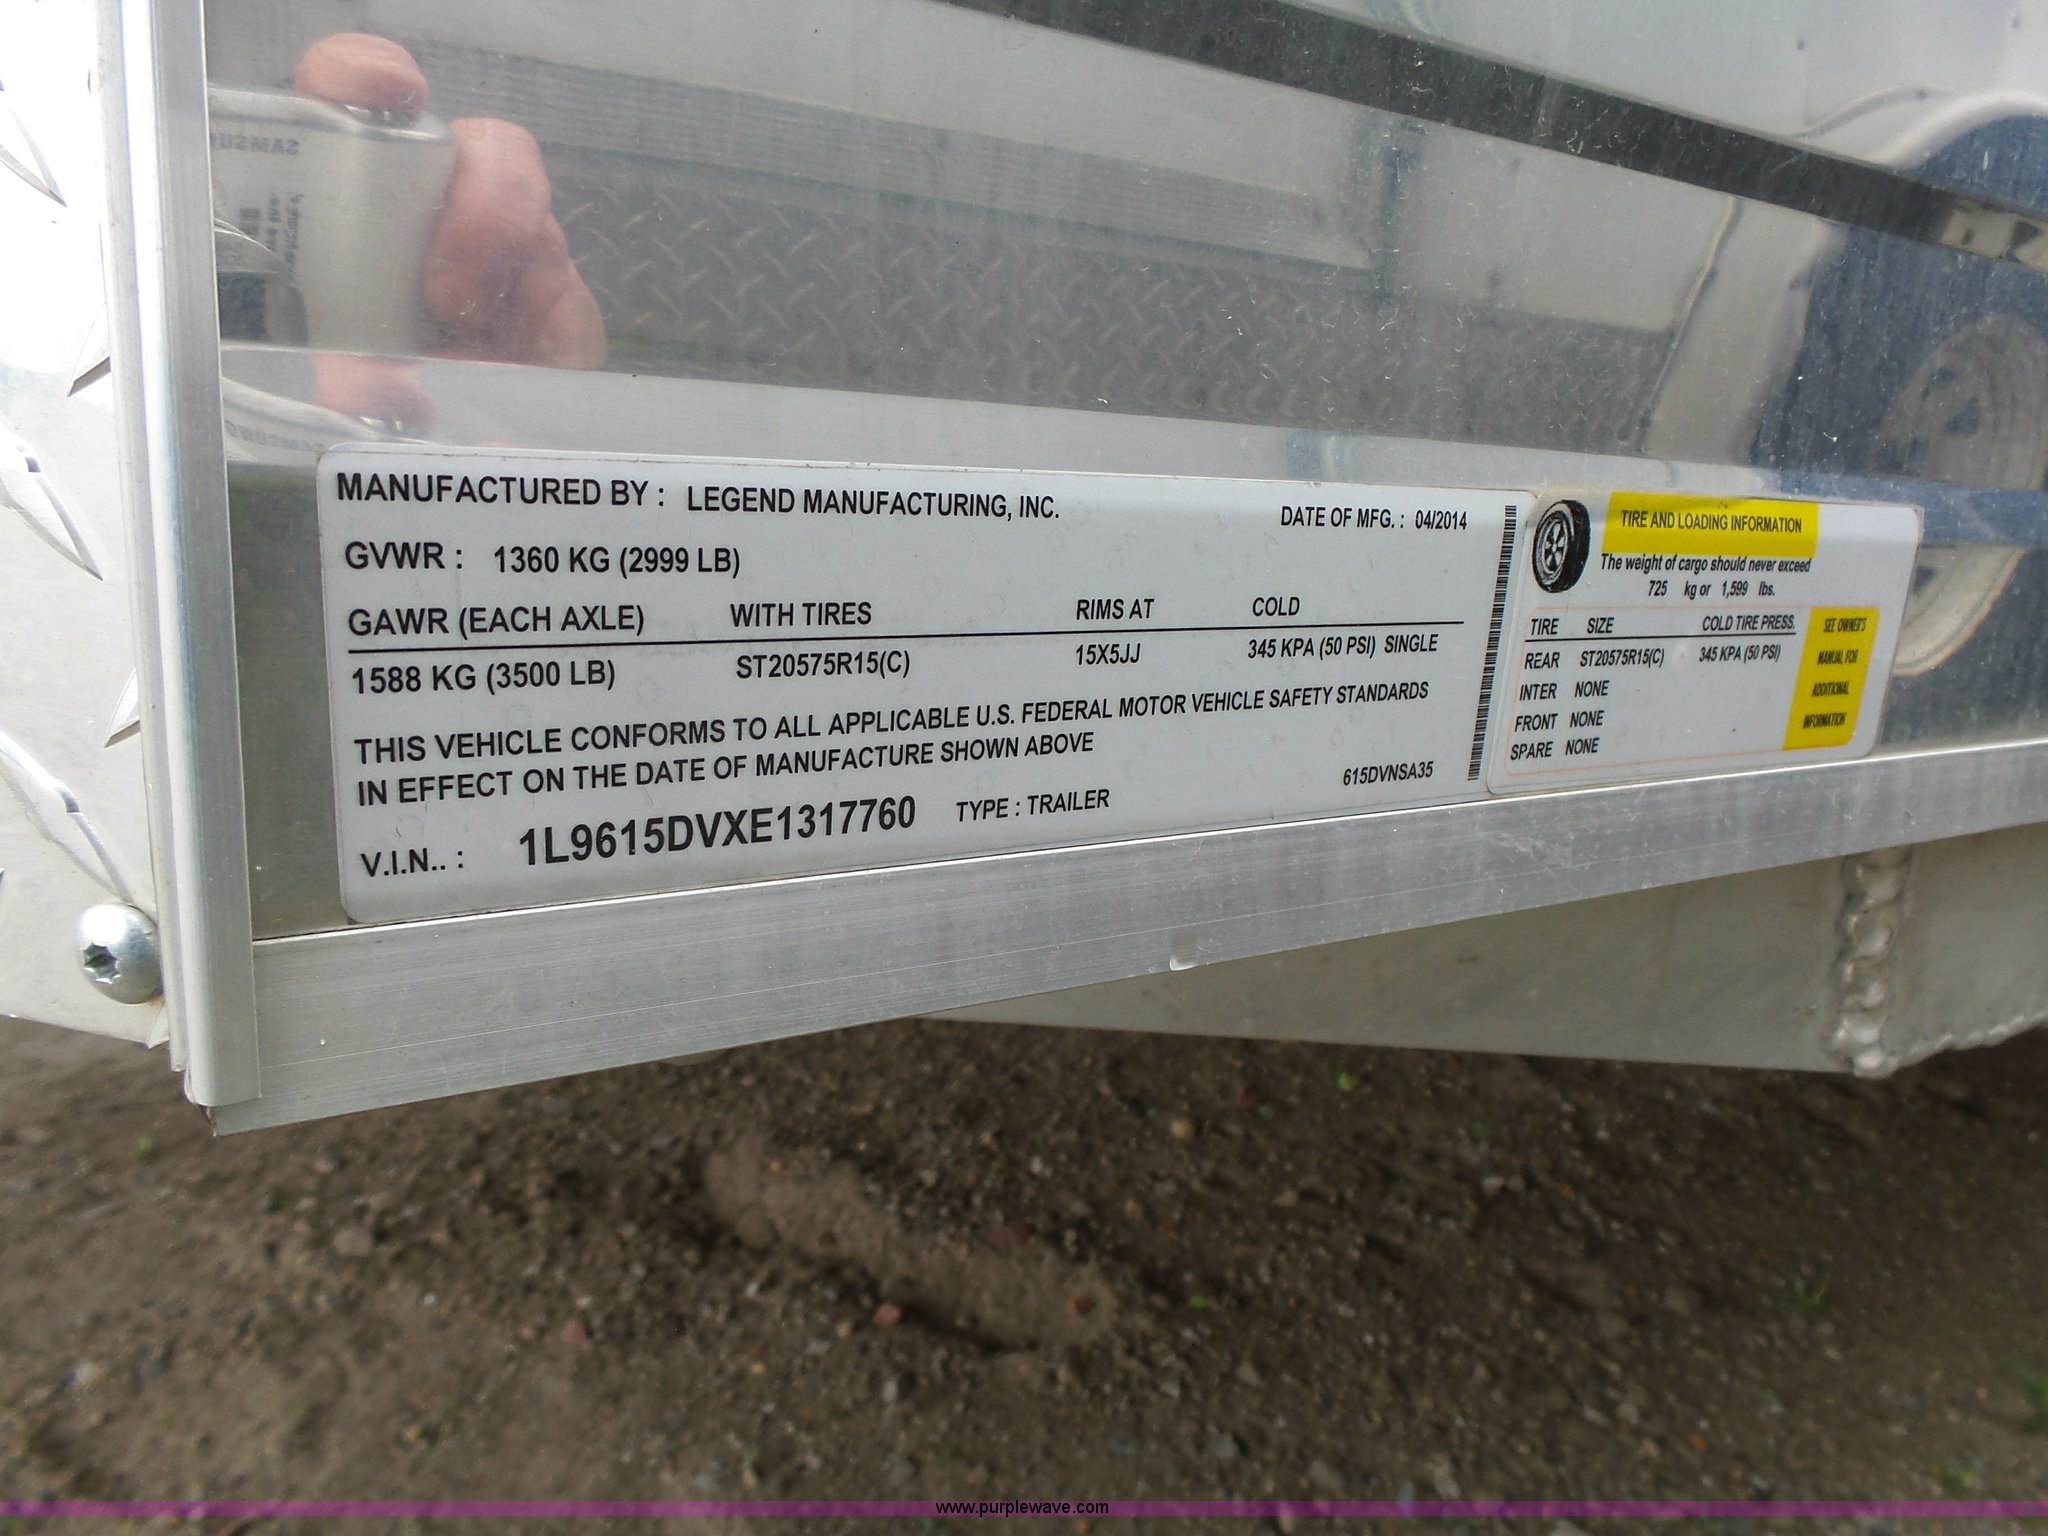 SAMSUNG
MANUFACTURED BY : LEGEND MANUFACTURING, INC.
DATE OF MFG. : 04/2014
GVWR : 1360 KG (2999 LB)
GAWR (EACH AXLE) WITH TIRES RIMS AT COLD
1588 KG (3500 LB) ST20575R15(C) 15X5JJ 345 KPA (50 PSI) SINGLE
THIS VEHICLE CONFORMS TO ALL APPLICABLE U.S. FEDERAL MOTOR VEHICLE SAFETY STANDARDS
IN EFFECT ON THE DATE OF MANUFACTURE SHOWN ABOVE
615DVNSA35
V.I.N.. : 1L9615DVXE1317760 TYPE : TRAILER
TIRE AND LOADING INFORMATION
The weight of cargo should never exceed
725 kg or 1,599 lbs.
TIRE SIZE COLD TIRE PRESS.
REAR ST20575R15(C) 345 KPA (50 PSI)
INTER NONE
FRONT NONE
SPARE NONE
SEE OWNER'S
MANUAL FOR
ADDITIONAL
INFORMATION
www.purplewave.com